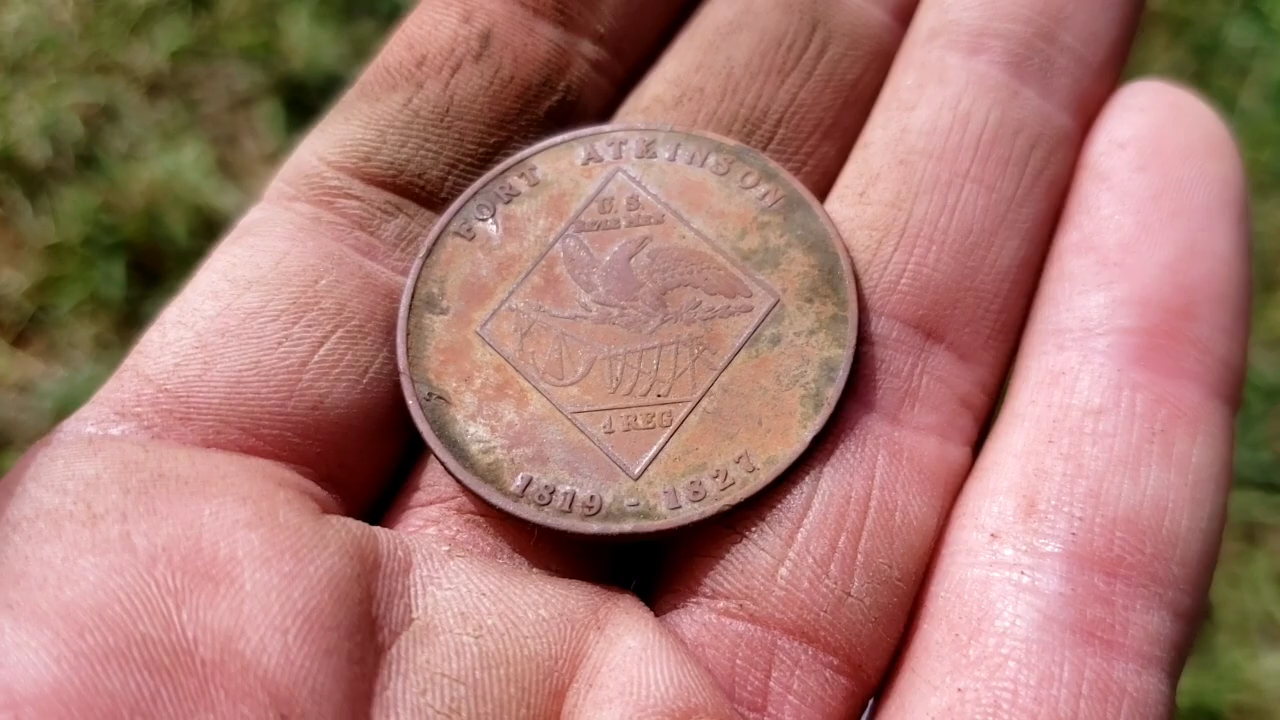 FORT ATKINSON
U. S.
RIFLE MEN
1 REG
1819 - 1827